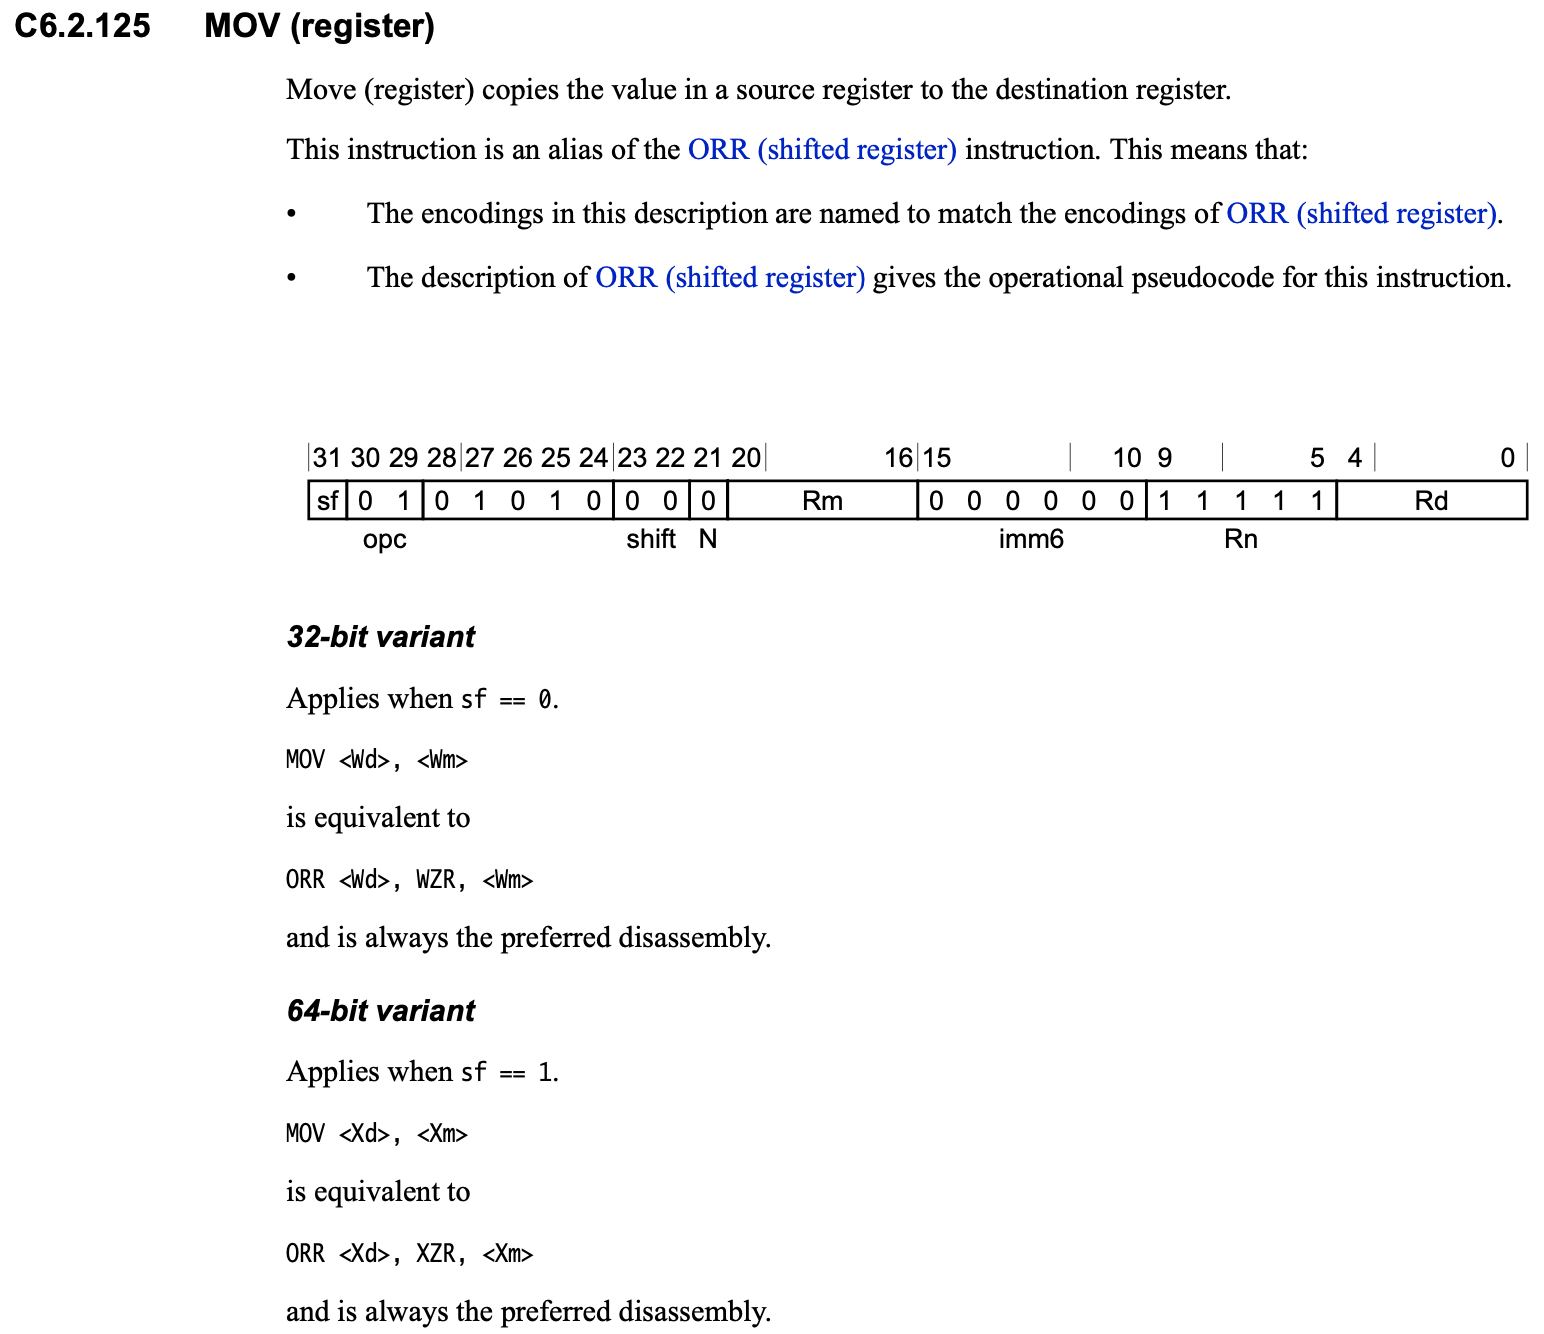 C6.2.125 MOV (register)
Move (register) copies the value in a source register to the destination register.
This instruction is an alias of the ORR (shifted register) instruction. This means that:
• The encodings in this description are named to match the encodings of ORR (shifted register).
• The description of ORR (shifted register) gives the operational pseudocode for this instruction.
31 30 29 28 27 26 25 24 23 22 21 20 16 15 10 9 5 4 0
sf 0 1 0 1 0 1 0 0 0 0 Rm 0 0 0 0 0 0 1 1 1 1 1 Rd
opc shift N imm6 Rn
32-bit variant
Applies when sf == 0.
MOV <Wd>, <Wm>
is equivalent to
ORR <Wd>, WZR, <Wm>
and is always the preferred disassembly.
64-bit variant
Applies when sf == 1.
MOV <Xd>, <Xm>
is equivalent to
ORR <Xd>, XZR, <Xm>
and is always the preferred disassembly.